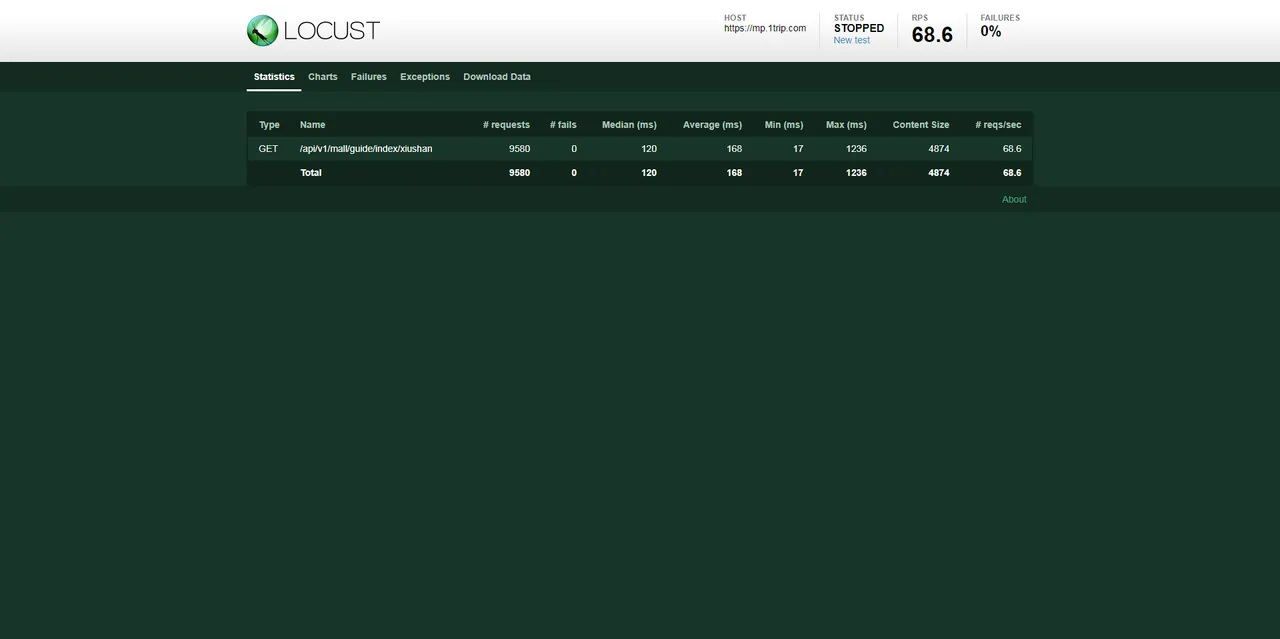 LOCUST
HOST
https://mp.1trip.com
STATUS
STOPPED
New test
RPS
68.6
FAILURES
0%
Statistics Charts Failures Exceptions Download Data
Type Name # requests # fails Median (ms) Average (ms) Min (ms) Max (ms) Content Size # reqs/sec
GET /api/v1/mall/guide/index/xiushan 9580 0 120 168 17 1236 4874 68.6
Total 9580 0 120 168 17 1236 4874 68.6
About